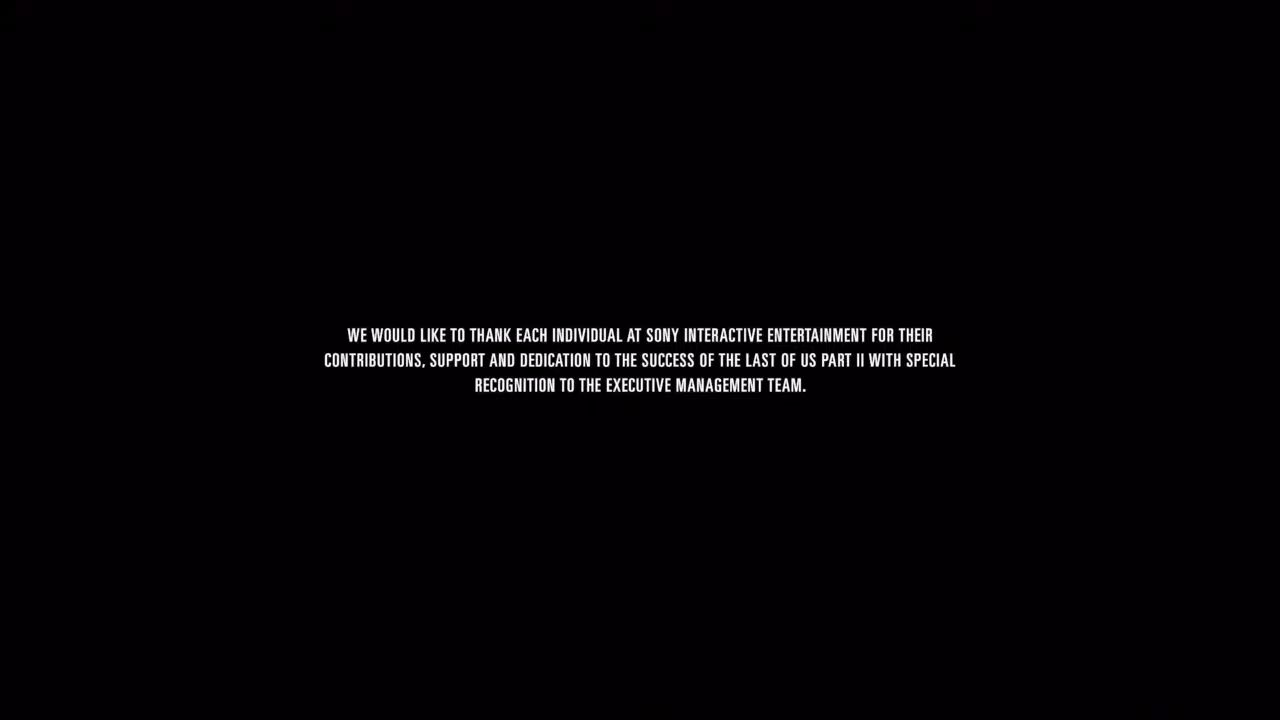 WE WOULD LIKE TO THANK EACH INDIVIDUAL AT SONY INTERACTIVE ENTERTAINMENT FOR THEIR
CONTRIBUTIONS, SUPPORT AND DEDICATION TO THE SUCCESS OF THE LAST OF US PART II WITH SPECIAL
RECOGNITION TO THE EXECUTIVE MANAGEMENT TEAM.